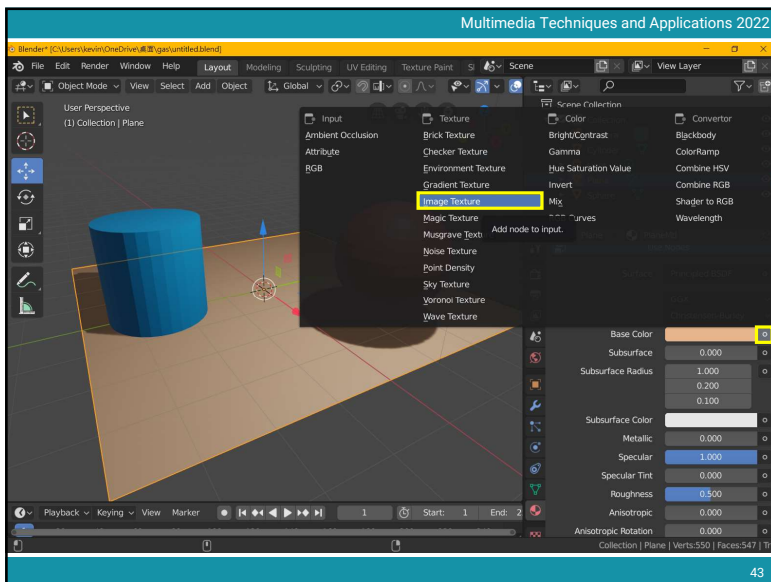 Multimedia Techniques and Applications 2022
Blender* [C:\Users\kevin\OneDrive\桌面\gas\untitled.blend]
File Edit Render Window Help Layout Modeling Sculpting UV Editing Texture Paint Scene View Layer
Object Mode View Select Add Object Global
User Perspective
(1) Collection | Plane
Scene Collection
Input Texture Color Convertor
Ambient Occlusion Brick Texture Bright/Contrast Blackbody
Attribute Checker Texture Gamma ColorRamp
RGB Environment Texture Hue Saturation Value Combine HSV
Gradient Texture Invert Combine RGB
Image Texture Mix Shader to RGB
Magic Texture Curves Wavelength
Musgrave Add node to input.
Noise Texture
Point Density
Sky Texture
Voronoi Texture
Wave Texture
Base Color
Subsurface 0.000
Subsurface Radius 1.000
0.200
0.100
Subsurface Color
Metallic 0.000
Specular 1.000
Specular Tint 0.000
Roughness 0.500
Anisotropic 0.000
Anisotropic Rotation 0.000
Playback Keying View Marker 1 Start: 1 End: 2
Collection | Plane | Verts:550 | Faces:547 | Tr
43